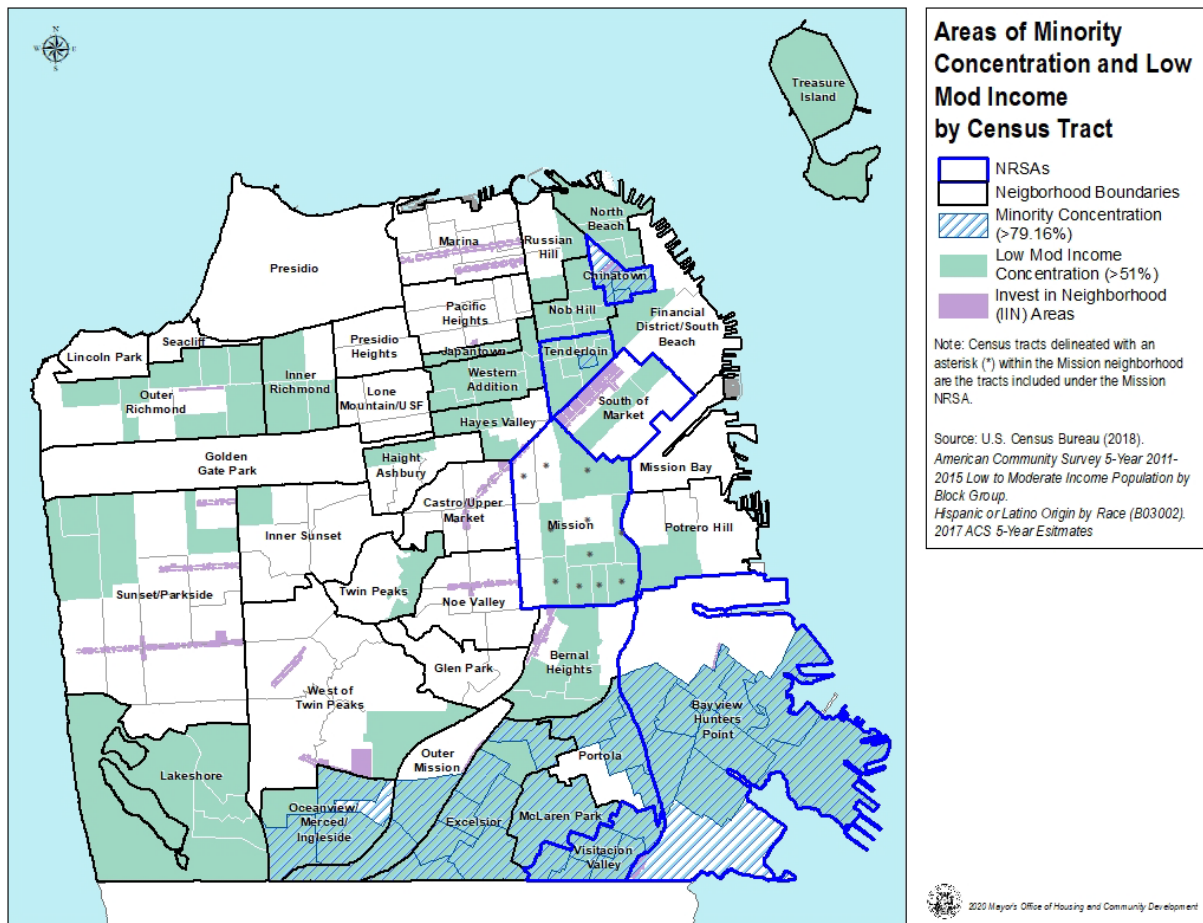 N
W
E
S
Treasure
Island
North
Beach
Marina
Russian
Hill
Presidio
Chinatown
Pacific
Heights
Nob Hill
Financial
District/South
Beach
Seacliff
Lincoln Park
Presidio
Heights
Japantown
Tenderloin
Western
Addition
Inner
Richmond
Outer
Richmond
Lone
Mountain/USF
South of
Market
Hayes Valley
Golden
Gate Park
Haight
Ashbury
Mission Bay
Castro/Upper
Market
Mission
Potrero Hill
Inner Sunset
Twin Peaks
Sunset/Parkside
Noe Valley
Glen Park
Bernal
Heights
West of
Twin Peaks
Bayview
Hunters
Point
Outer
Mission
Portola
Lakeshore
Oceanview/
Merced/
Ingleside
Excelsior
McLaren Park
Visitacion
Valley
Areas of Minority
Concentration and Low
Mod Income
by Census Tract
NRSAs
Neigborhood Boundaries
Minority Concentration
(>79.16%)
Low Mod Income
Concentration (>51%)
Invest in Neighborhood
(IIN) Areas
Note: Census tracts delineated with an
asterisk (*) within the Mission neighborhood
are the tracts included under the Mission
NRSA.
Source: U.S. Census Bureau (2018).
American Community Survey 5-Year 2011-
2015 Low to Moderate Income Population by
Block Group.
Hispanic or Latino Origin by Race (B03002).
2017 ACS 5-Year Esitmates
2020 Mayor's Office of Housing and Community Development